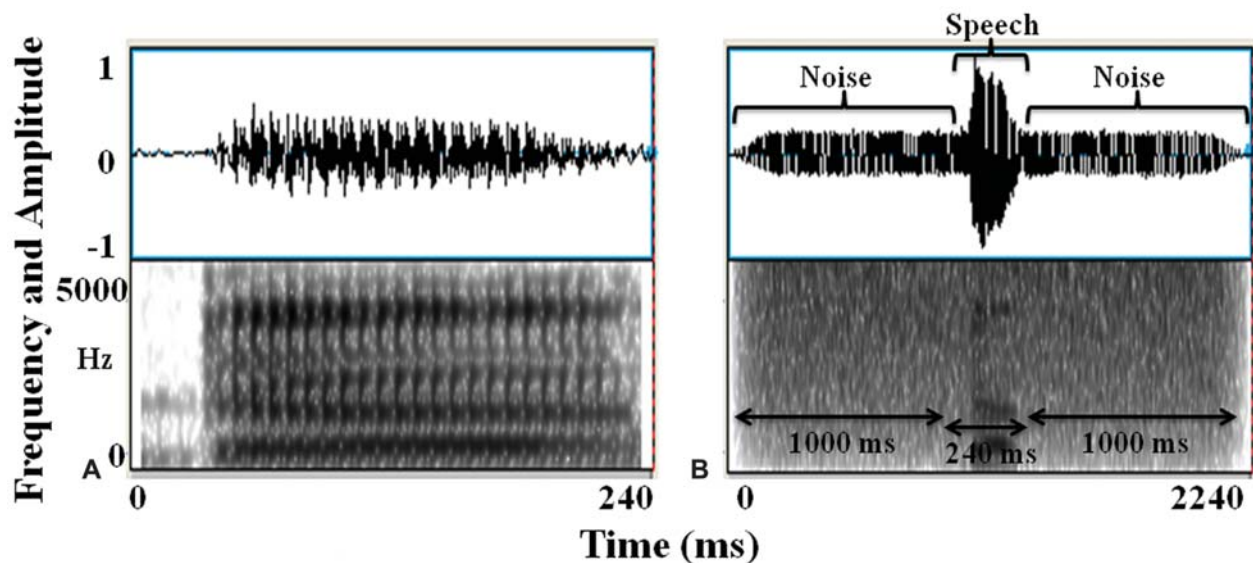 Frequency and Amplitude
1
0
-1
5000
Hz
0
A
0
240
Speech
Noise
Noise
1000 ms
240 ms
1000 ms
B
0
2240
Time (ms)